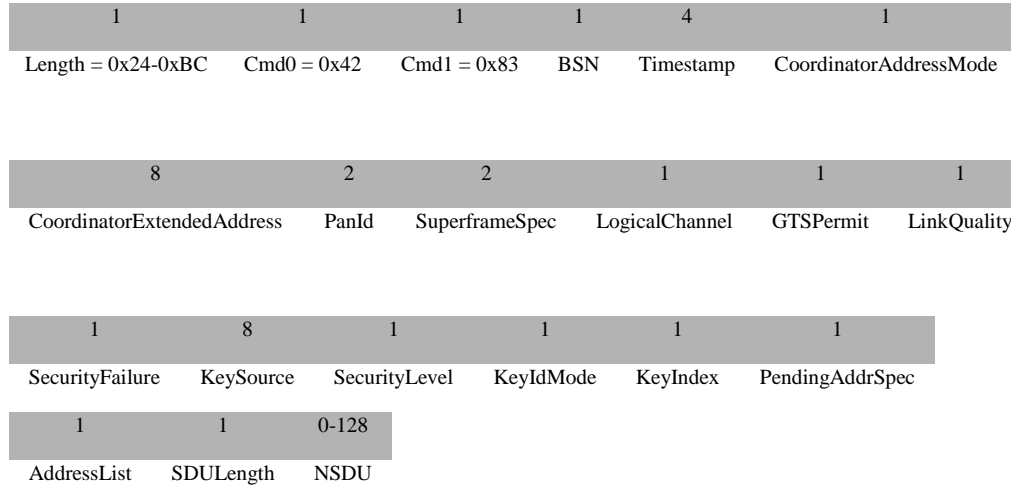 1 1 1 1 4 1
Length = 0x24-0xBC Cmd0 = 0x42 Cmd1 = 0x83 BSN Timestamp CoordinatorAddressMode
8 2 2 1 1 1
CoordinatorExtendedAddress PanId SuperframeSpec LogicalChannel GTSPermit LinkQuality
1 8 1 1 1 1
SecurityFailure KeySource SecurityLevel KeyIdMode KeyIndex PendingAddrSpec
1 1 0-128
AddressList SDULength NSDU